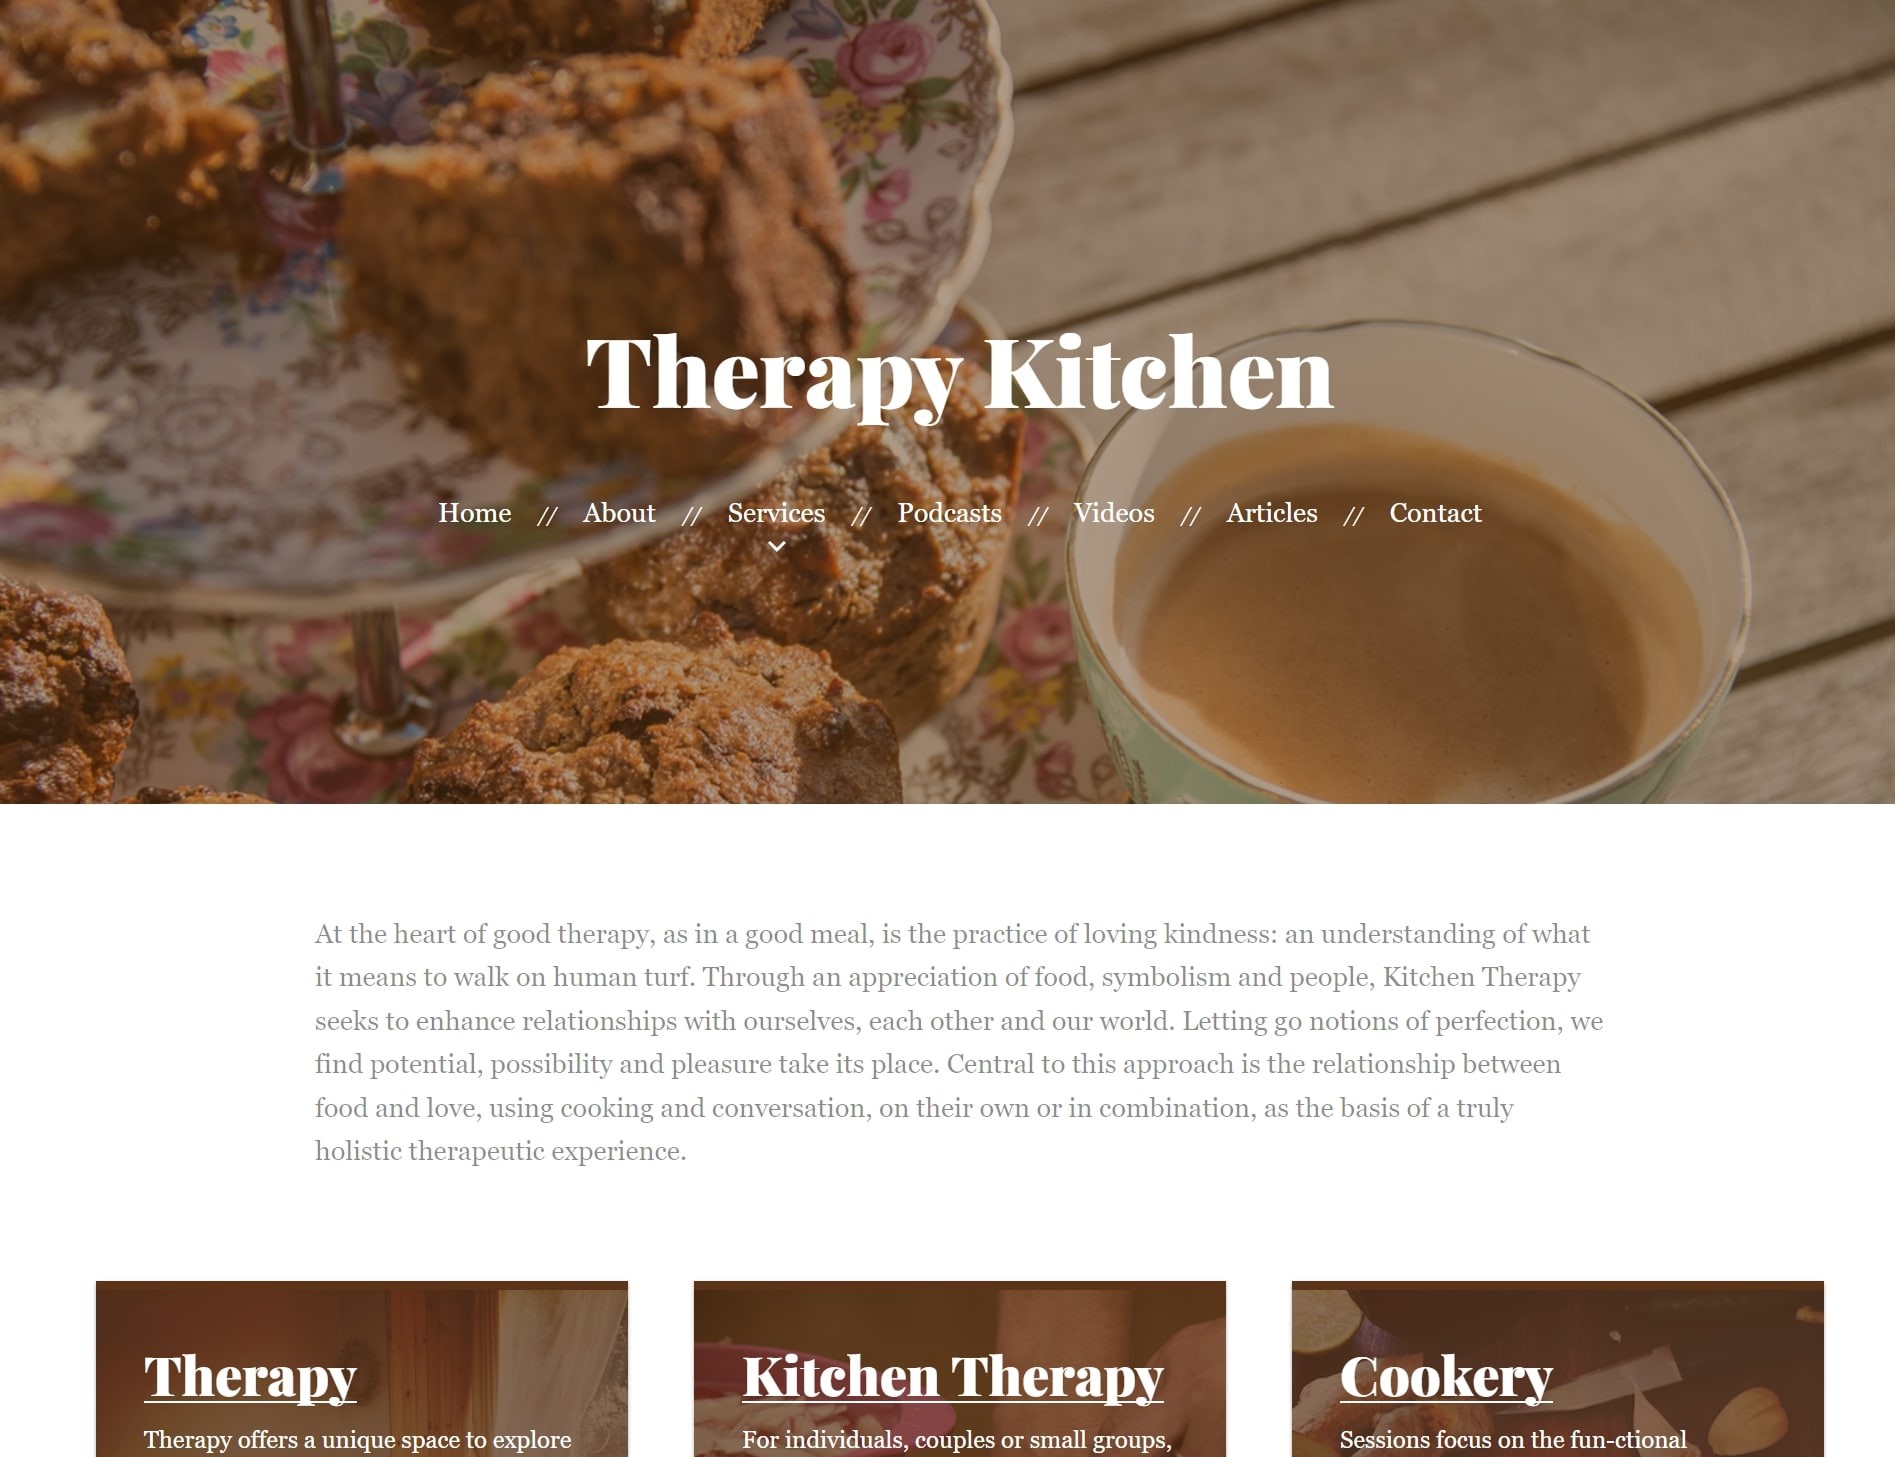 Therapy Kitchen
Home // About // Services // Podcasts // Videos // Articles // Contact
At the heart of good therapy, as in a good meal, is the practice of loving kindness: an understanding of what
it means to walk on human turf. Through an appreciation of food, symbolism and people, Kitchen Therapy
seeks to enhance relationships with ourselves, each other and our world. Letting go notions of perfection, we
find potential, possibility and pleasure take its place. Central to this approach is the relationship between
food and love, using cooking and conversation, on their own or in combination, as the basis of a truly
holistic therapeutic experience.
Therapy
Therapy offers a unique space to explore
Kitchen Therapy
For individuals, couples or small groups,
Cookery
Sessions focus on the fun-ctional